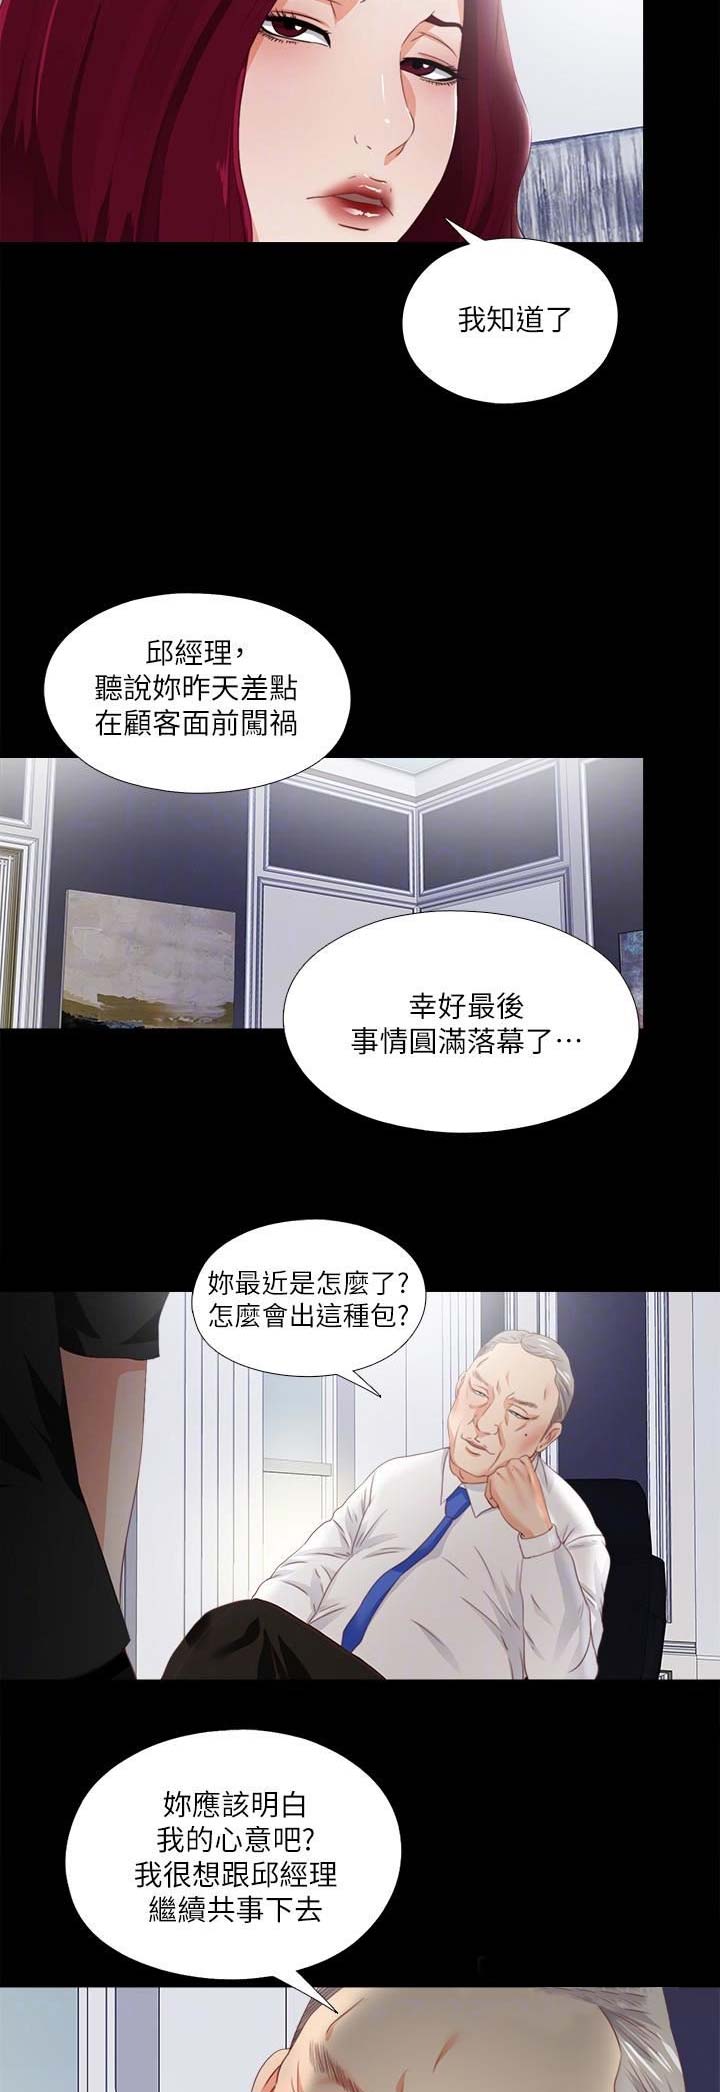 我知道了
邱經理，
聽說妳昨天差點
在顧客面前闖禍
幸好最後
事情圓滿落幕了⋯
妳最近是怎麼了?
怎麼會出這種包?
妳應該明白
我的心意吧?
我很想跟邱經理
繼續共事下去